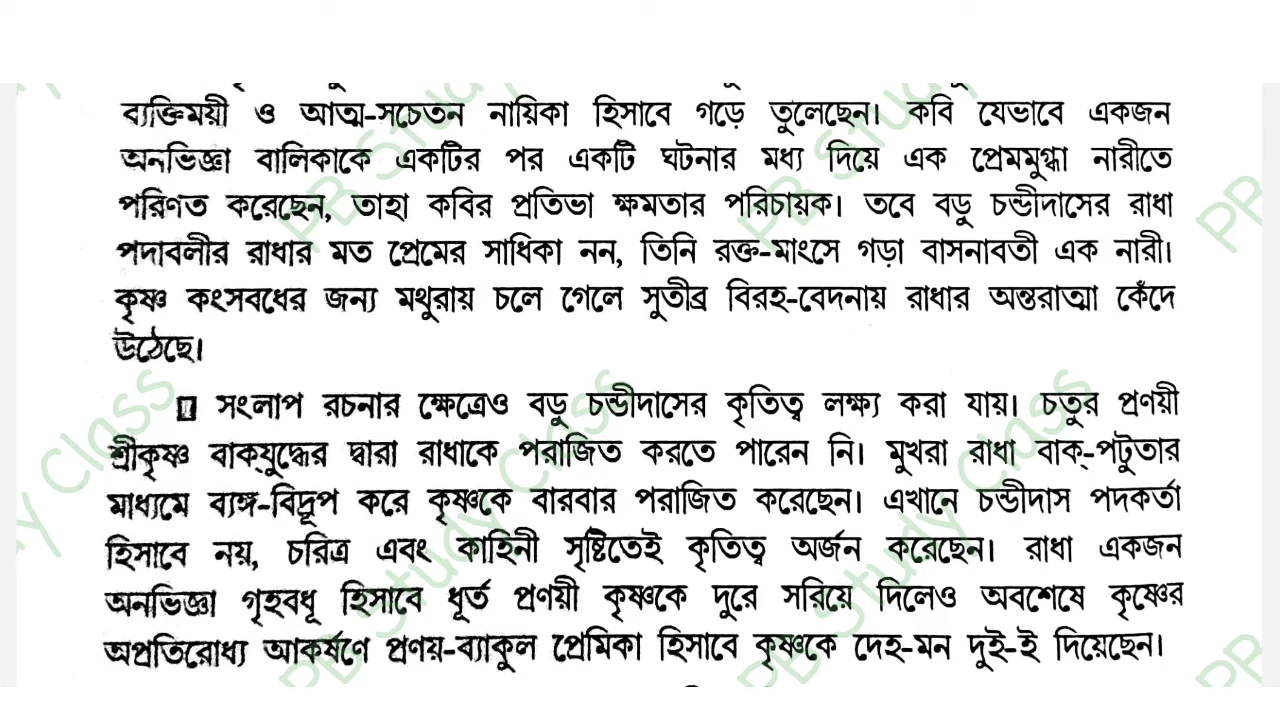 ব্যক্তিময়ী ও আত্ম-সচেতন নায়িকা হিসাবে গড়ে তুলেছেন। কবি যেভাবে একজন
অনভিজ্ঞা বালিকাকে একটির পর একটি ঘটনার মধ্য দিয়ে এক প্রেমমুগ্ধা নারীতে
পরিণত করেছেন, তাহা কবির প্রতিভা ক্ষমতার পরিচায়ক। তবে বড়ু চন্ডীদাসের রাধা
পদাবলীর রাধার মত প্রেমের সাধিকা নন, তিনি রক্ত-মাংসে গড়া বাসনাবতী এক নারী।
কৃষ্ণ কংসবধের জন্য মথুরায় চলে গেলে সুতীব্র বিরহ-বেদনায় রাধার অন্তরাত্মা কেঁদে
উঠেছে।
সংলাপ রচনার ক্ষেত্রেও বড়ু চন্ডীদাসের কৃতিত্ব লক্ষ্য করা যায়। চতুর প্রণয়ী
শ্রীকৃষ্ণ বাক্‌যুদ্ধের দ্বারা রাধাকে পরাজিত করতে পারেন নি। মুখরা রাধা বাক্-পটুতার
মাধ্যমে ব্যঙ্গ-বিদ্রূপ করে কৃষ্ণকে বারবার পরাজিত করেছেন। এখানে চন্ডীদাস পদকর্তা
হিসাবে নয়, চরিত্র এবং কাহিনী সৃষ্টিতেই কৃতিত্ব অর্জন করেছেন। রাধা একজন
অনভিজ্ঞা গৃহবধূ হিসাবে ধূর্ত প্রণয়ী কৃষ্ণকে দুরে সরিয়ে দিলেও অবশেষে কৃষ্ণের
অপ্রতিরোধ্য আকর্ষণে প্রণয়-ব্যাকুল প্রেমিকা হিসাবে কৃষ্ণকে দেহ-মন দুই-ই দিয়েছেন।
PB Study Class